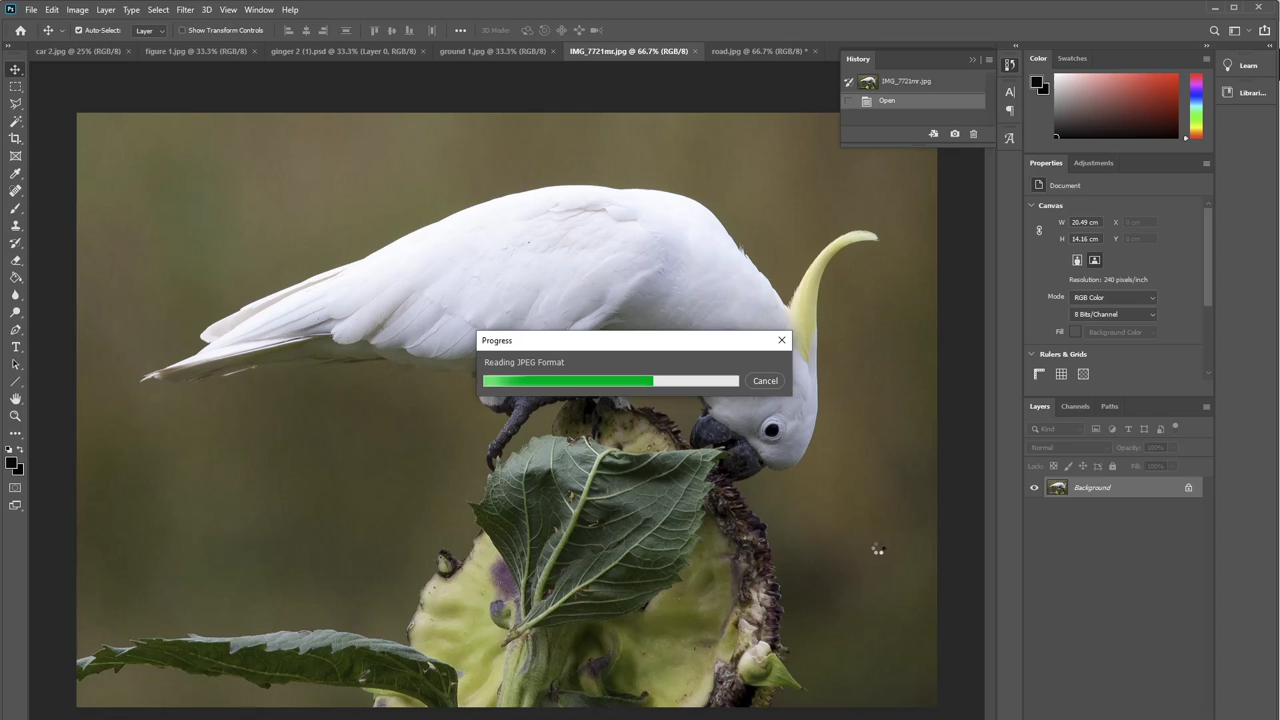 Ps File Edit Image Layer Type Select Filter 3D View Window Help
Auto-Select: Layer Show Transform Controls 3D Mode:
car 2.jpg @ 25% (RGB/8) × figure 1.jpg @ 33.3% (RGB/8) × ginger 2 (1).psd @ 33.3% (Layer 0, RGB/8) × ground 1.jpg @ 33.3% (RGB/8) × IMG_7721mr.jpg @ 66.7% (RGB/8) × road.jpg @ 66.7% (RGB/8) * ×
History
IMG_7721mr.jpg
Open
Color Swatches
Learn
Librari...
Properties Adjustments
Document
Canvas
W 20.49 cm X 0 cm
H 14.16 cm Y 0 cm
Resolution: 240 pixels/inch
Mode RGB Color
8 Bits/Channel
Fill Background Color
Rulers & Grids
Progress
Reading JPEG Format
Cancel
Layers Channels Paths
Kind
Normal Opacity: 100%
Lock: Fill: 100%
Background